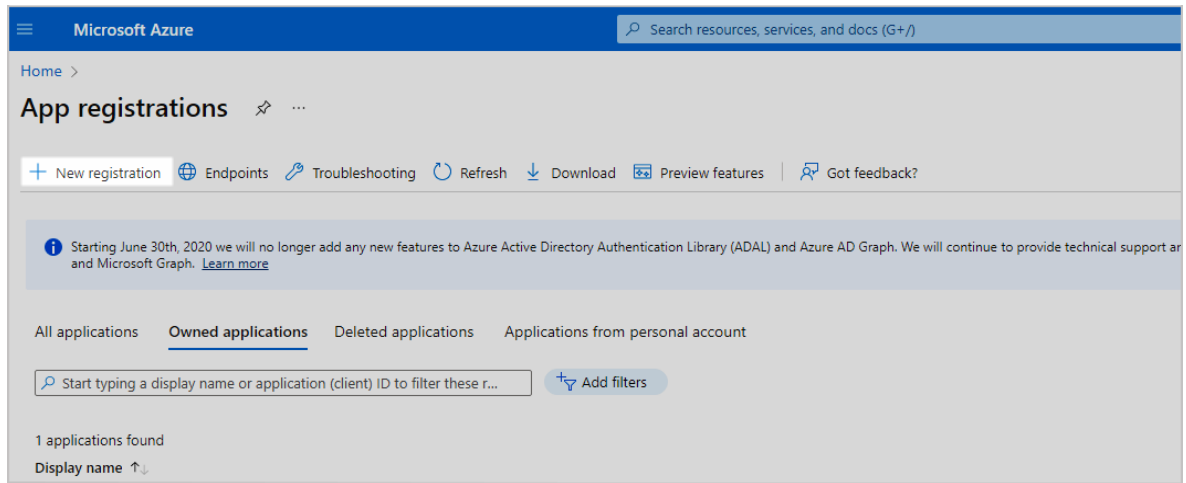 Microsoft Azure
Search resources, services, and docs (G+/)
Home >
App registrations
New registration Endpoints Troubleshooting Refresh Download Preview features Got feedback?
Starting June 30th, 2020 we will no longer add any new features to Azure Active Directory Authentication Library (ADAL) and Azure AD Graph. We will continue to provide technical support
and Microsoft Graph. Learn more
All applications Owned applications Deleted applications Applications from personal account
Start typing a display name or application (client) ID to filter these r...
Add filters
1 applications found
Display name